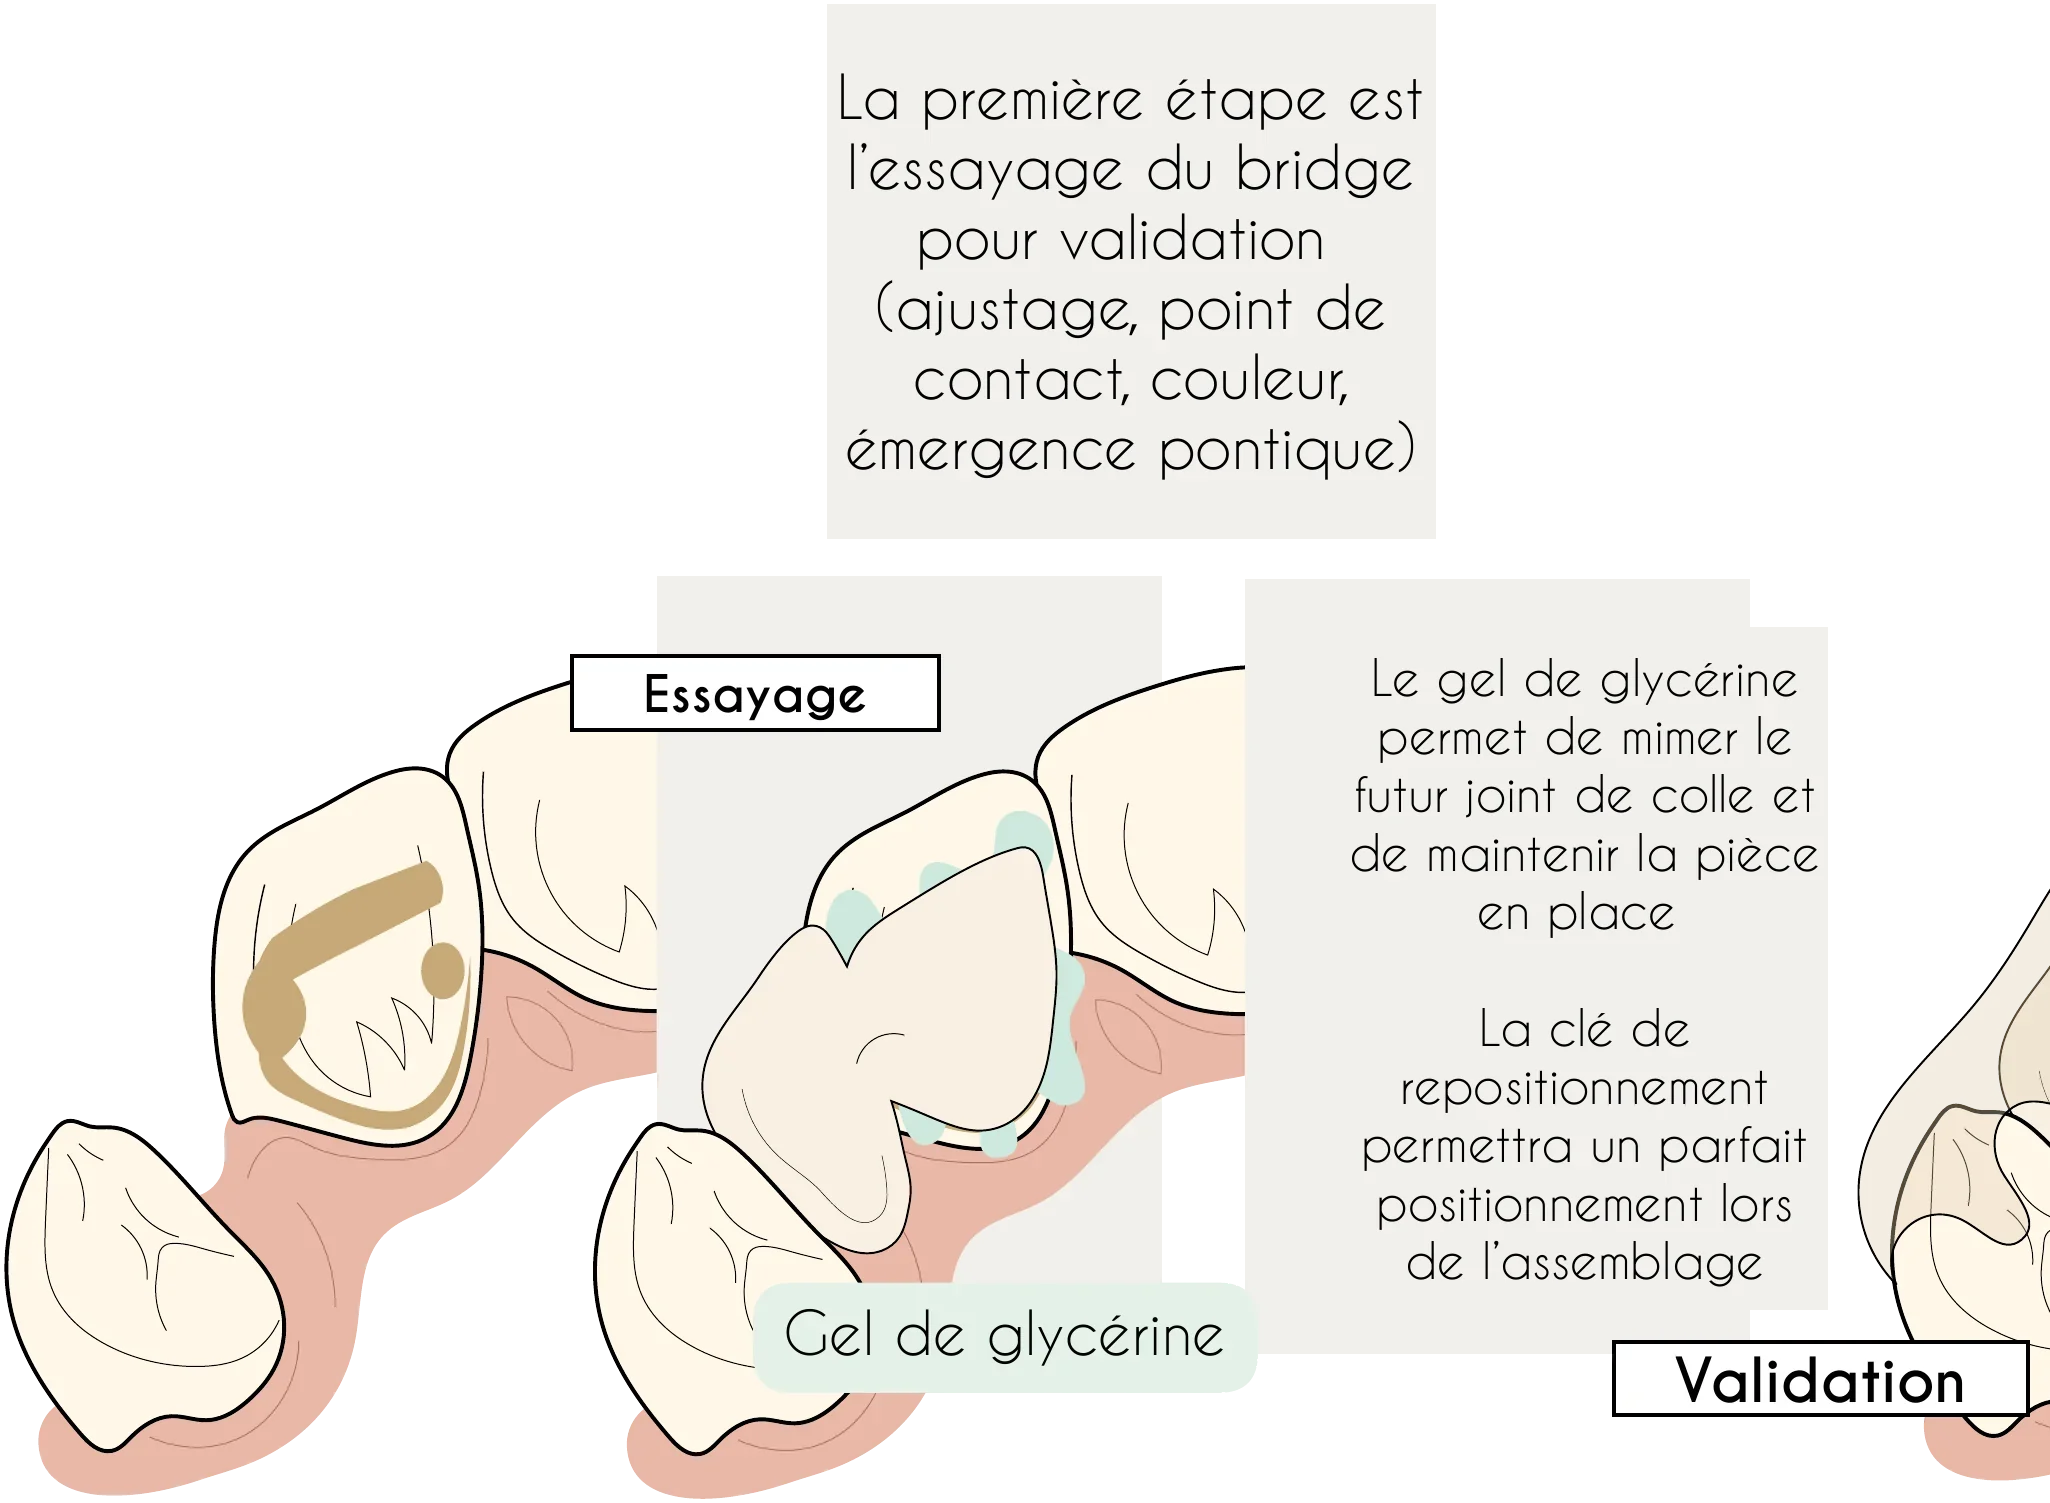 La première étape est
l'essayage du bridge
pour validation
(ajustage, point de
contact, couleur,
émergence pontique)
Essayage
Le gel de glycérine
permet de mimer le
futur joint de colle et
de maintenir la pièce
en place
La clé de
repositionnement
permettra un parfait
positionnement lors
de l'assemblage
Gel de glycérine
Validation